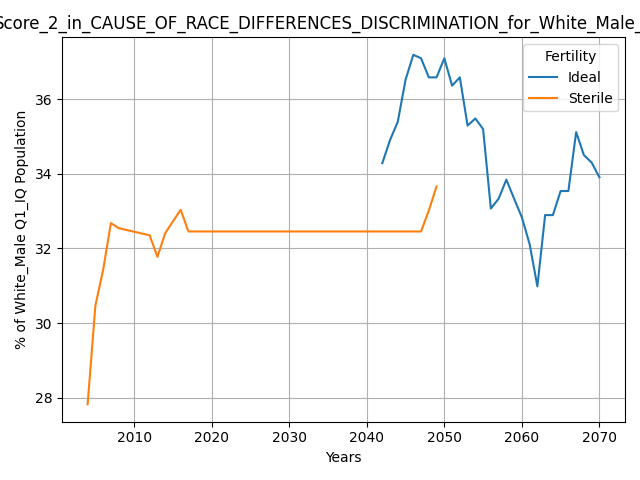 Score_2_in_CAUSE_OF_RACE_DIFFERENCES_DISCRIMINATION_for_White_Male_
Fertility
Ideal
Sterile
% of White_Male Q1_IQ Population
36
34
32
30
28
2010 2020 2030 2040 2050 2060 2070
Years